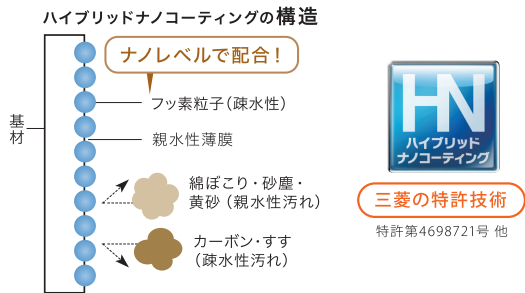 ハイブリッドナノコーティングの構造
ナノレベルで配合！
フッ素粒子（疎水性）
基材
親水性薄膜
綿ぼこり・砂塵・
黄砂（親水性汚れ）
カーボン・すす
（疎水性汚れ）
HN
ハイブリッド
ナノコーティング
三菱の特許技術
特許第4698721号 他